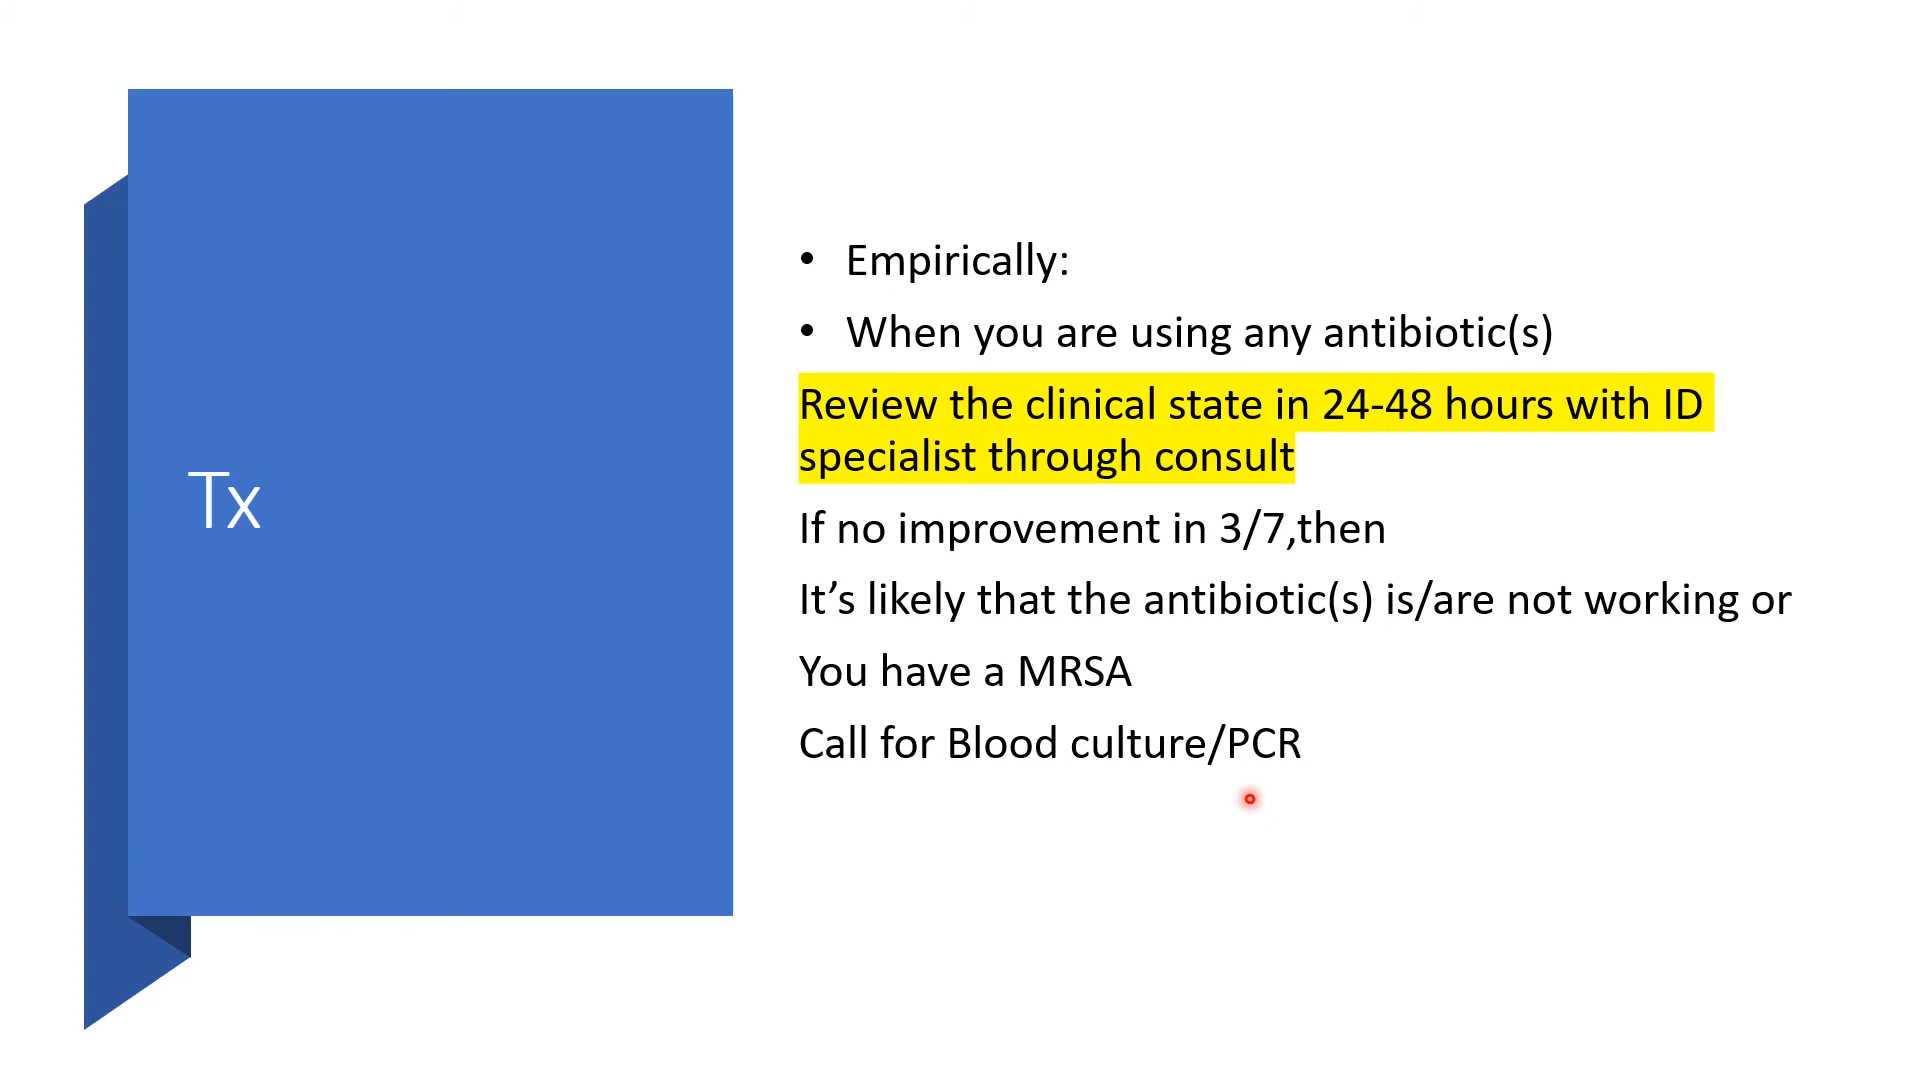 Tx
• Empirically:
• When you are using any antibiotic(s)
Review the clinical state in 24-48 hours with ID
specialist through consult
If no improvement in 3/7,then
It’s likely that the antibiotic(s) is/are not working or
You have a MRSA
Call for Blood culture/PCR